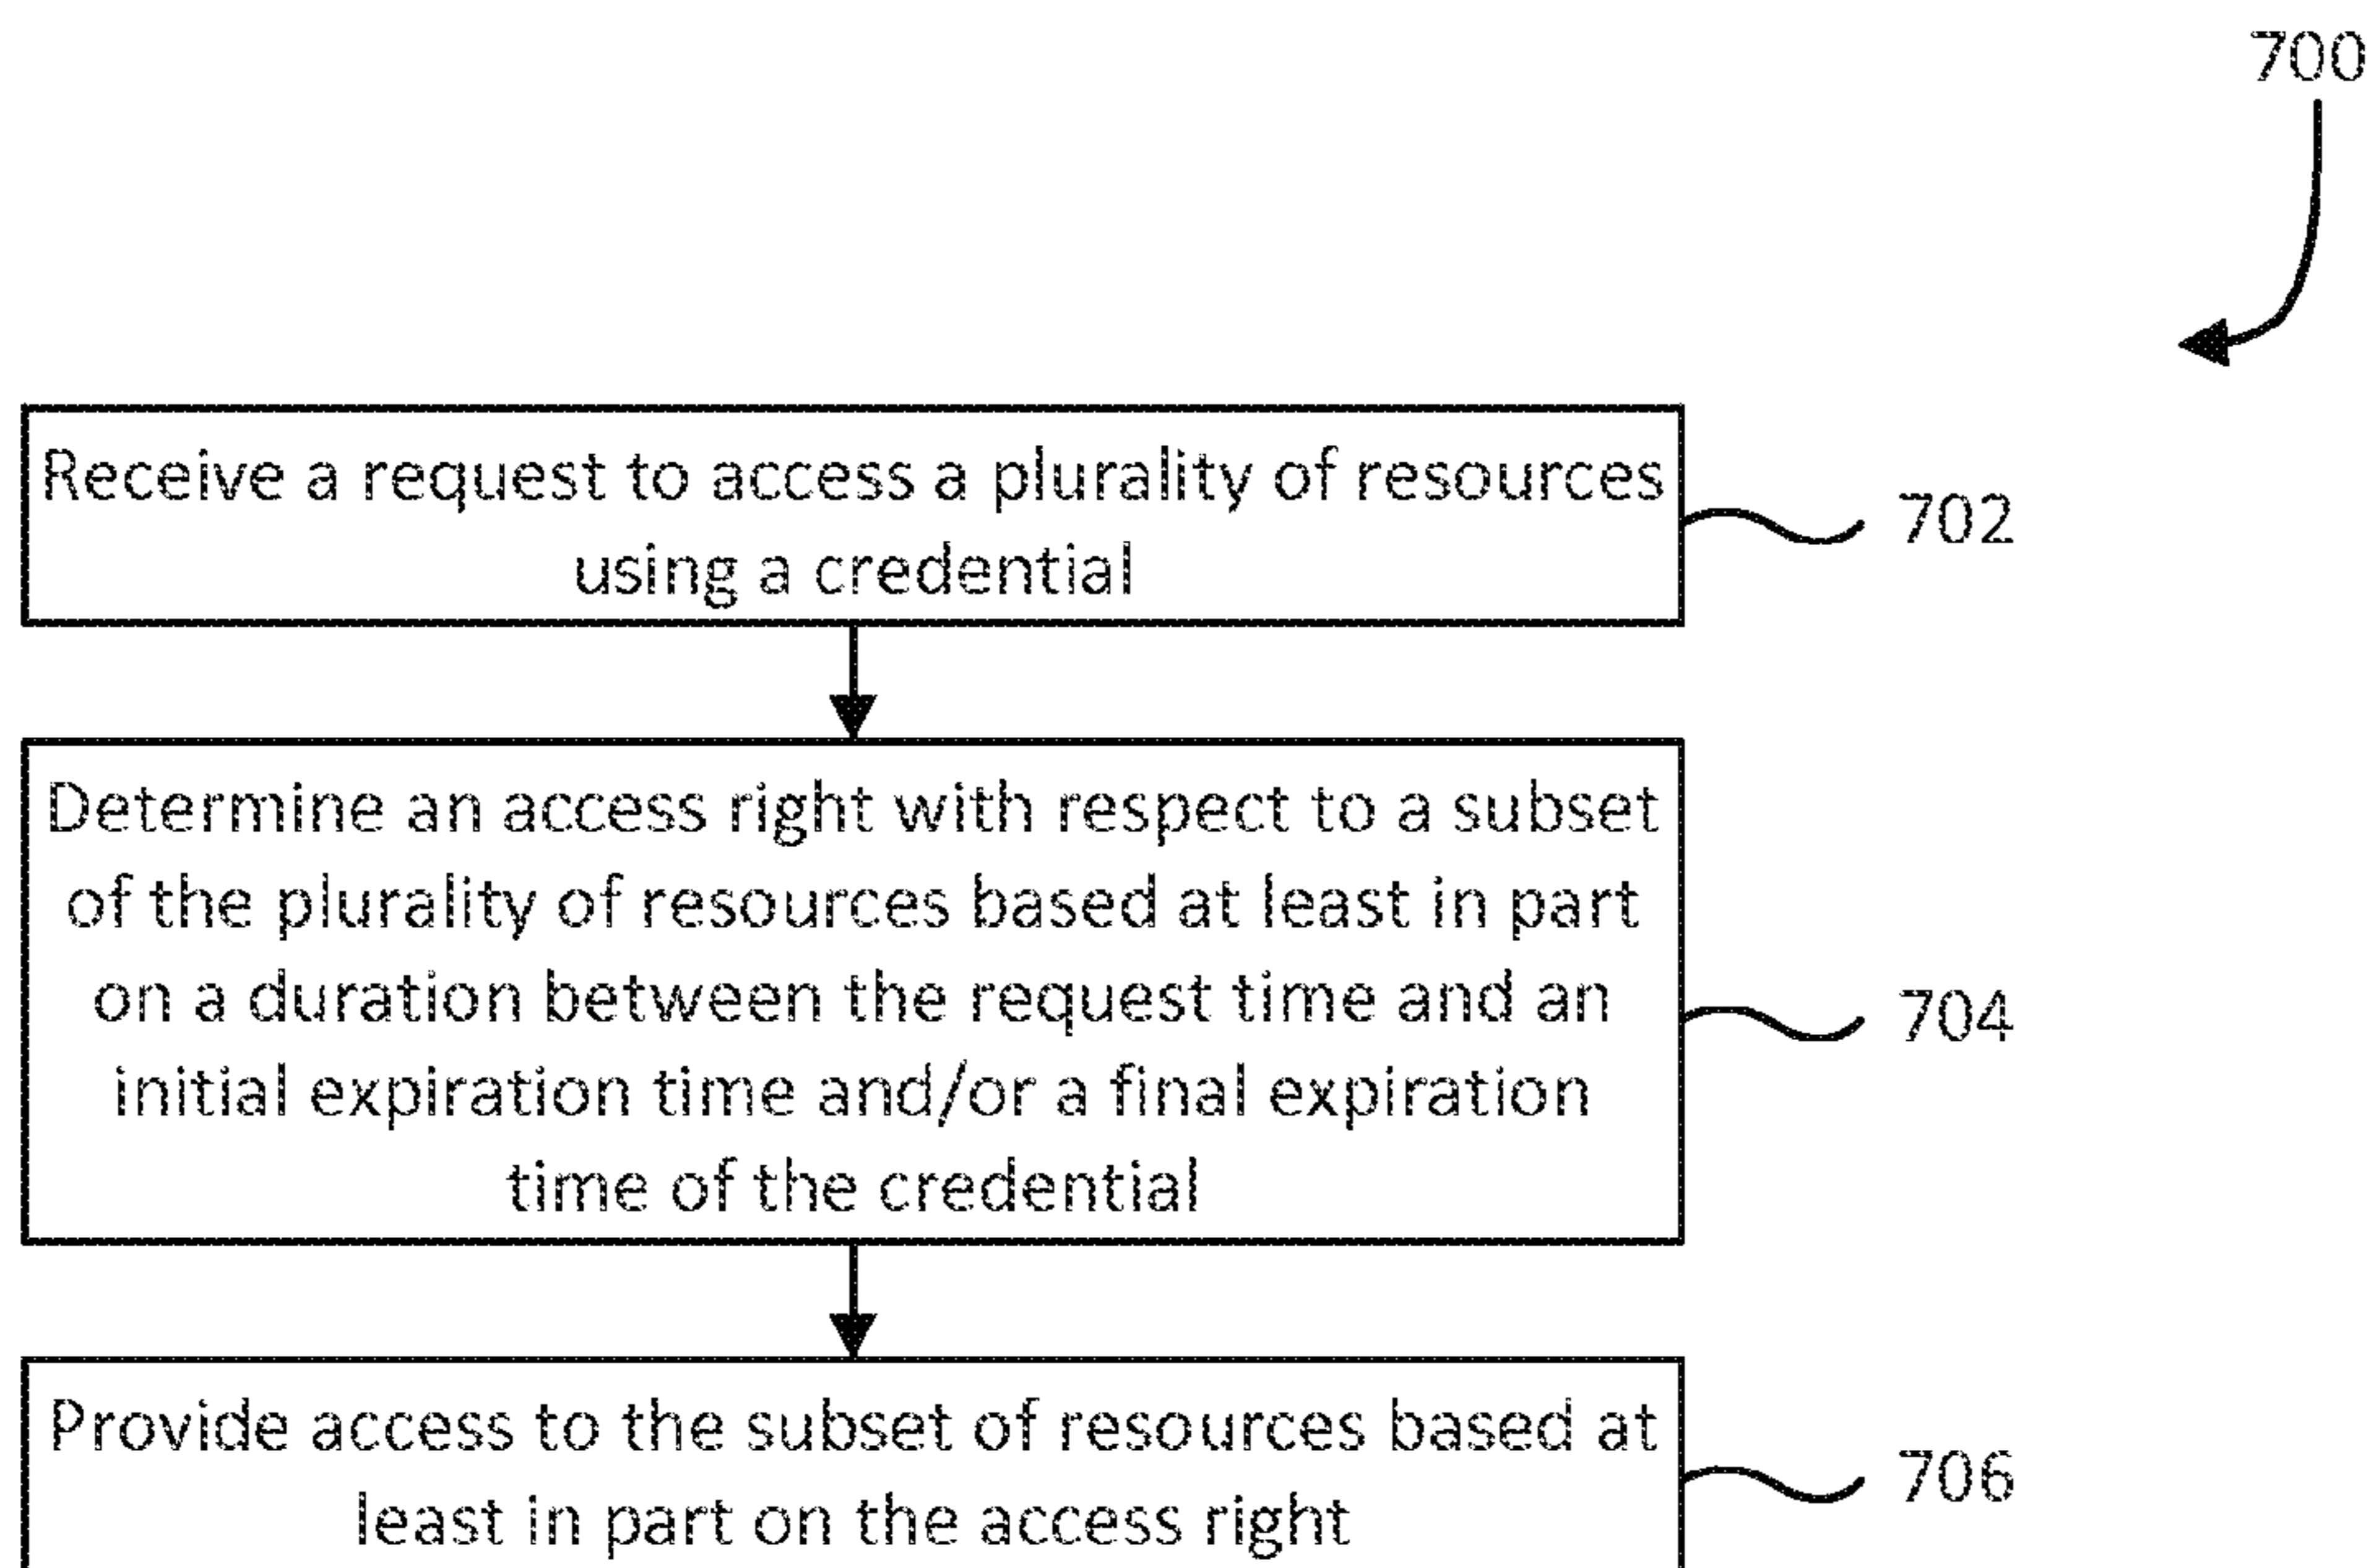 700
Receive a request to access a plurality of resources
using a credential
702
Determine an access right with respect to a subset
of the plurality of resources based at least in part
on a duration between the request time and an
initial expiration time and/or a final expiration
time of the credential
704
Provide access to the subset of resources based at
least in part on the access right
706